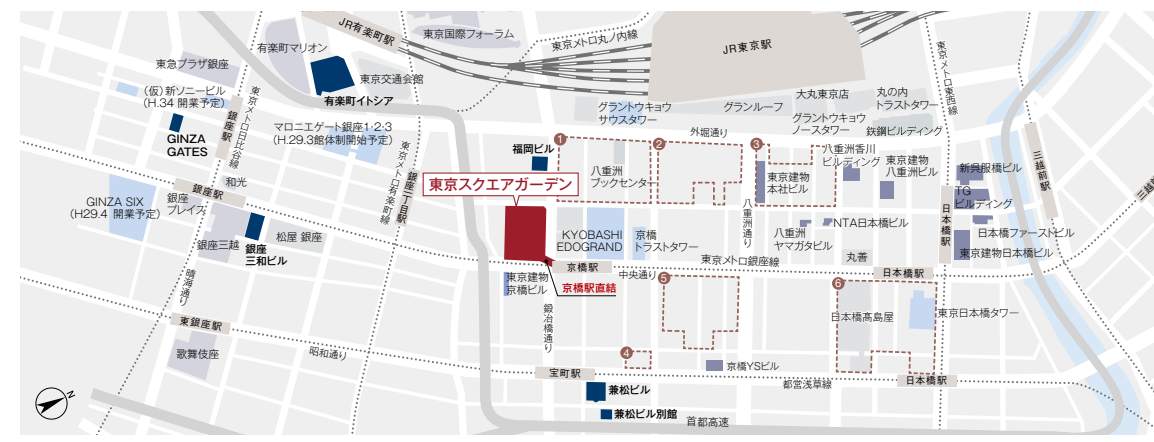 JR有楽町駅
東京国際フォーラム
東京メトロ丸ノ内線
JR東京駅
東京メトロ東西線
有楽町マリオン
東急プラザ銀座
東京交通会館
有楽町イトシア
(仮)新ソニービル
(H.34 開業予定)
GINZA
GATES
銀座駅
東京メトロ日比谷線
マロニエゲート銀座1・2・3
(H.29.3館体制開始予定)
東京メトロ有楽町線
銀座二丁目駅
グラントウキョウ
サウスタワー
グランルーフ
大丸東京店
グラントウキョウ
ノースタワー
丸の内
トラストタワー
鉄鋼ビルディング
外堀通り
福岡ビル
1
八重洲
ブックセンター
2
3
東京建物
本社ビル
八重洲香川
ビルディング
東京建物
八重洲ビル
新呉服橋ビル
TG
ビルディング
三越前駅
三越前駅
日本橋ファーストビル
東京建物日本橋ビル
日本橋駅
東京スクエアガーデン
和光
銀座駅
銀座
プレイス
GINZA SIX
(H29.4 開業予定)
銀座三越
銀座
三和ビル
松屋 銀座
KYOBASHI
EDOGRAND
京橋
トラストタワー
八重洲通り
八重洲
ヤマガタビル
NTA日本橋ビル
丸善
京橋駅
中央通り
東京メトロ銀座線
日本橋駅
東京建物
京橋ビル
京橋駅直結
鍛冶橋通り
晴海通り
5
6
日本橋髙島屋
東京日本橋タワー
東銀座駅
歌舞伎座
昭和通り
4
京橋YSビル
宝町駅
都営浅草線
日本橋駅
兼松ビル
兼松ビル別館
首都高速
N